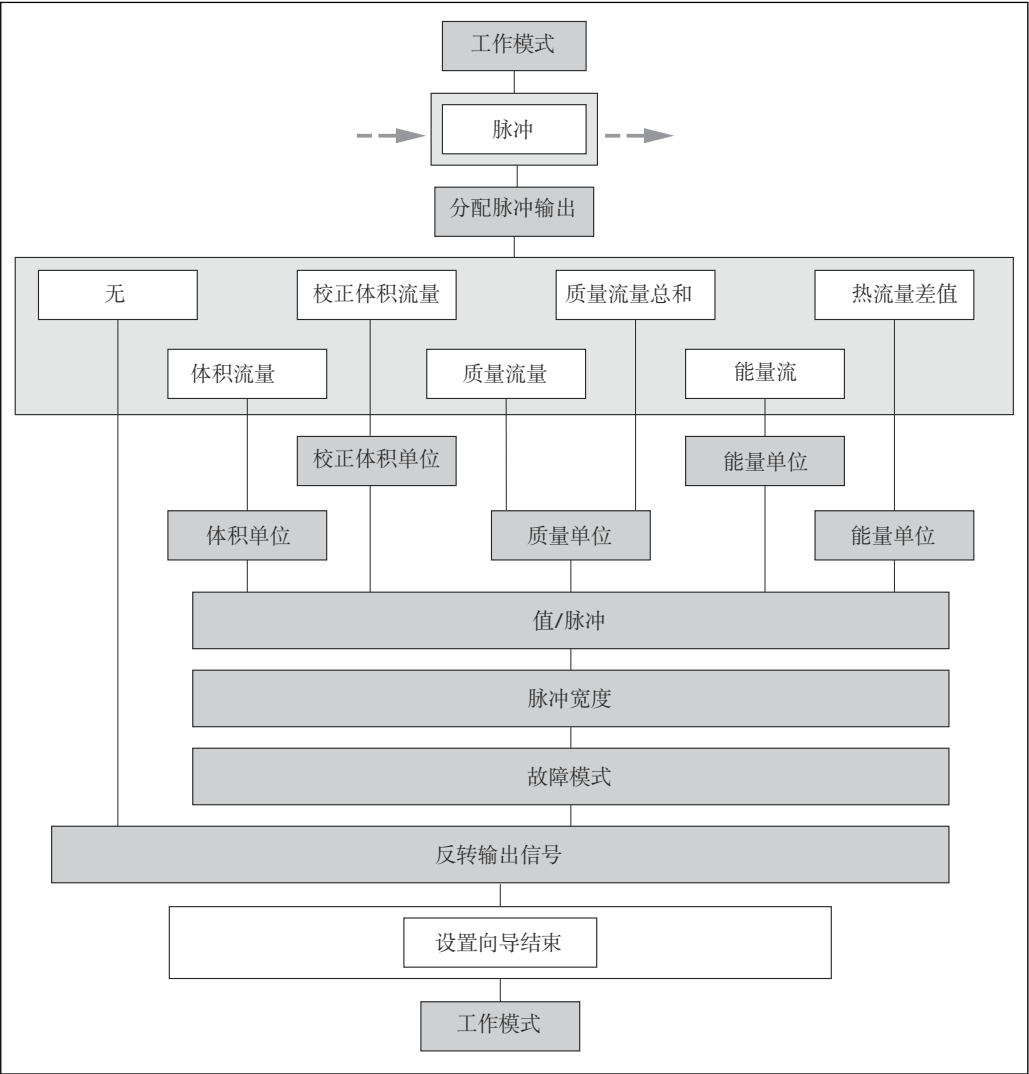 工作模式
脉冲
分配脉冲输出
无
校正体积流量
质量流量总和
热流量差值
体积流量
质量流量
能量流
校正体积单位
能量单位
体积单位
质量单位
能量单位
值/脉冲
脉冲宽度
故障模式
反转输出信号
设置向导结束
工作模式